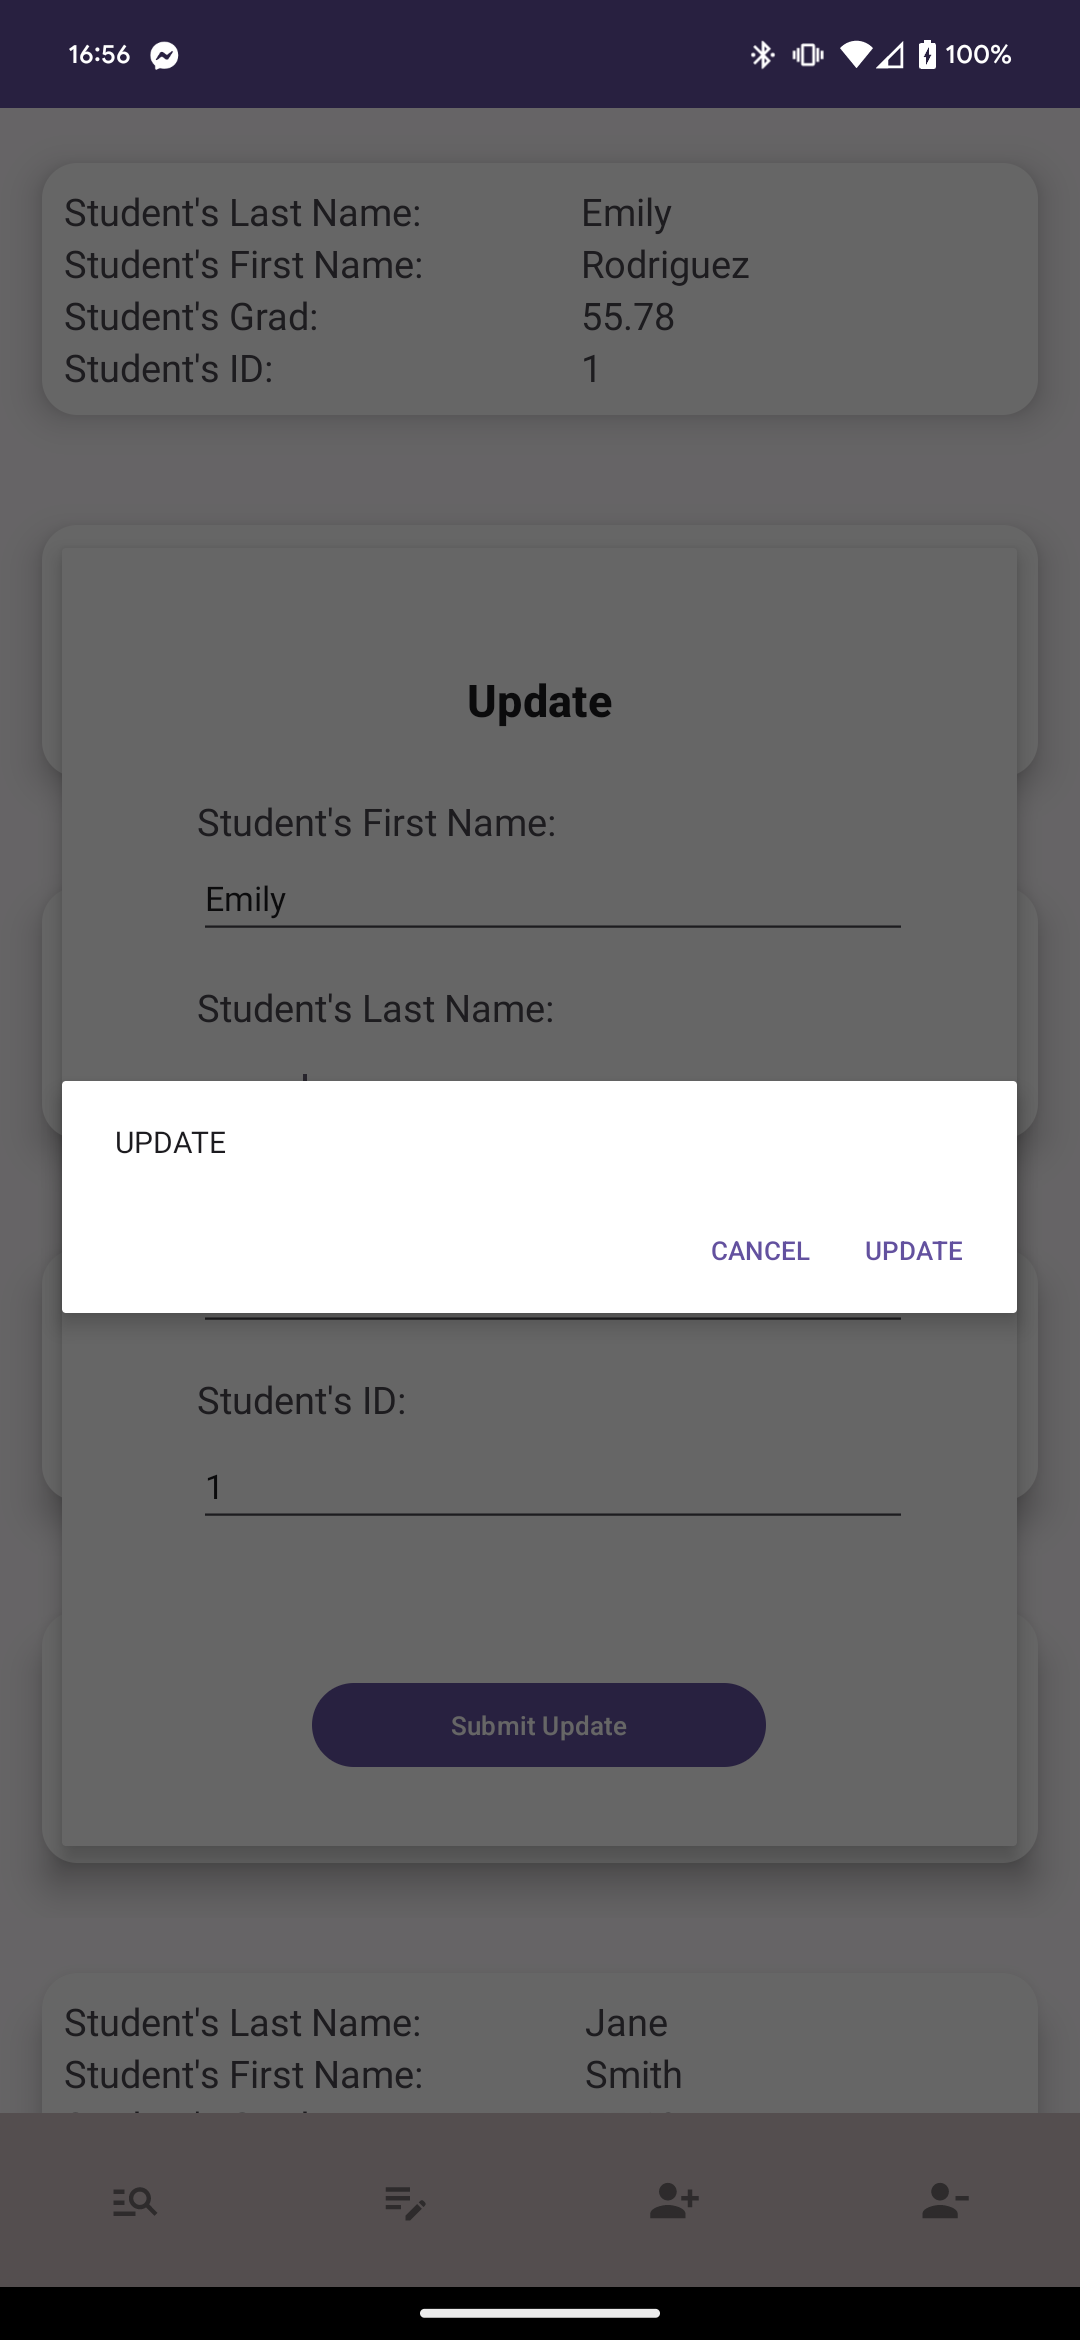 16:56 100%
Student's Last Name: Emily
Student's First Name: Rodriguez
Student's Grad: 55.78
Student's ID: 1
Update
Student's First Name:
Emily
Student's Last Name:
UPDATE
CANCEL UPDATE
Student's ID:
1
Submit Update
Student's Last Name: Jane
Student's First Name: Smith